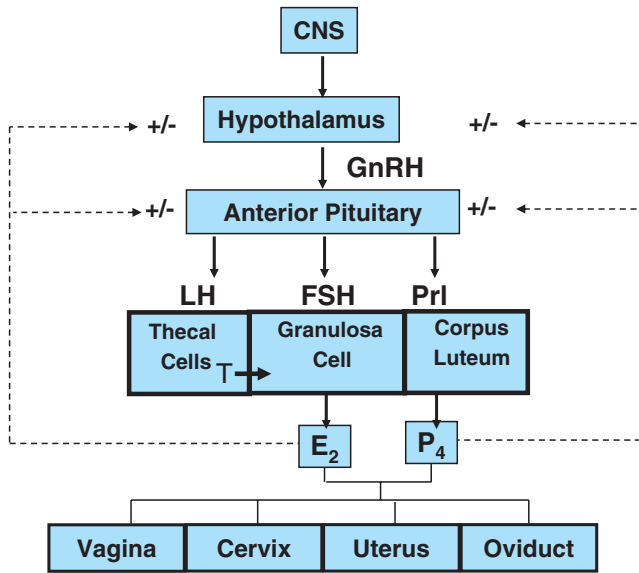 CNS
+/- Hypothalamus +/-
GnRH
+/- Anterior Pituitary +/-
LH FSH Prl
Thecal Granulosa Corpus
Cells Cell Luteum
T
E₂ P₄
Vagina Cervix Uterus Oviduct